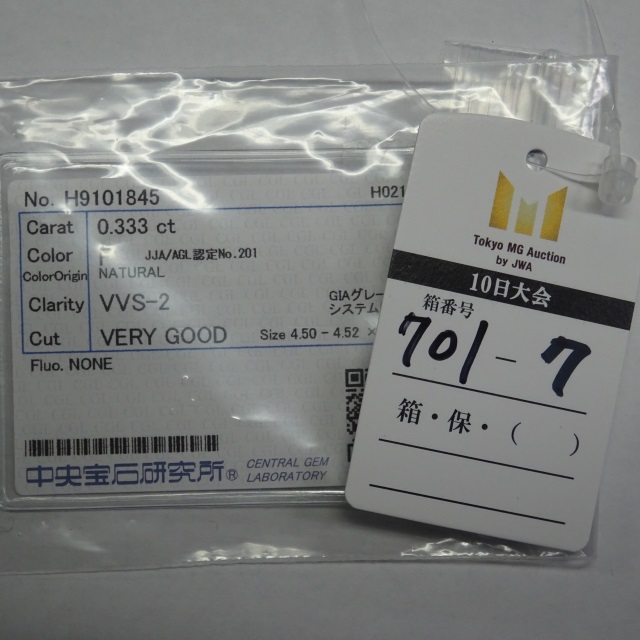 No. H9101845 H021
Carat 0.333 ct
Color JJA/AGL認定No.201
ColorOrigin NATURAL
Clarity VVS-2 GIAグレー
システム
Cut VERY GOOD Size 4.50 - 4.52
Fluo. NONE
中央宝石研究所® CENTRAL GEM
LABORATORY
Tokyo MG Auction
by JWA
10日大会
箱番号
701-7
箱・保・( )